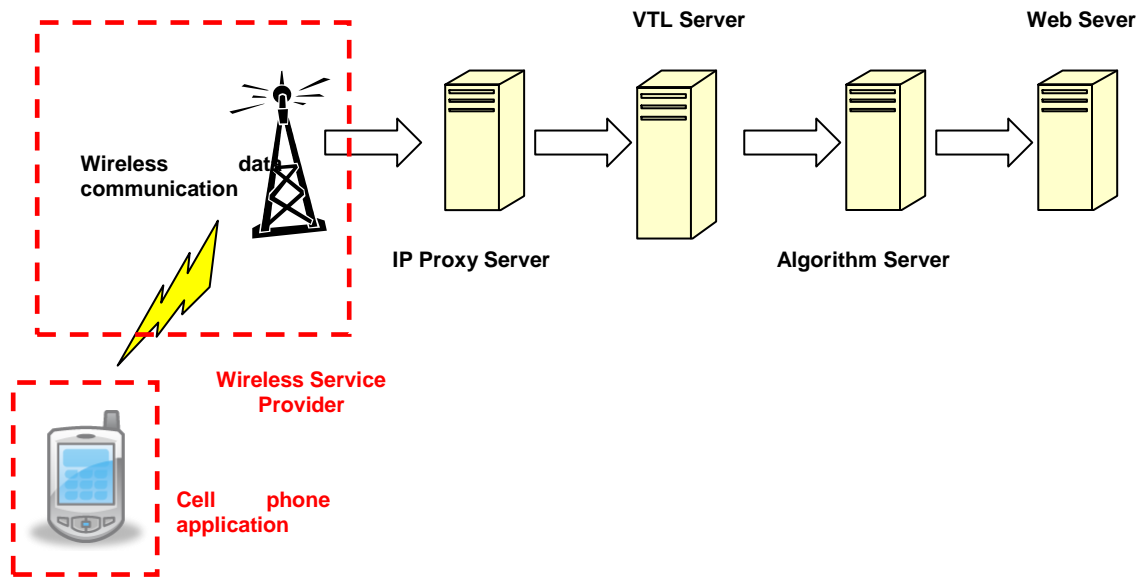 VTL Server
Web Sever
Wireless data
communication
IP Proxy Server
Algorithm Server
Wireless Service
Provider
Cell phone
application